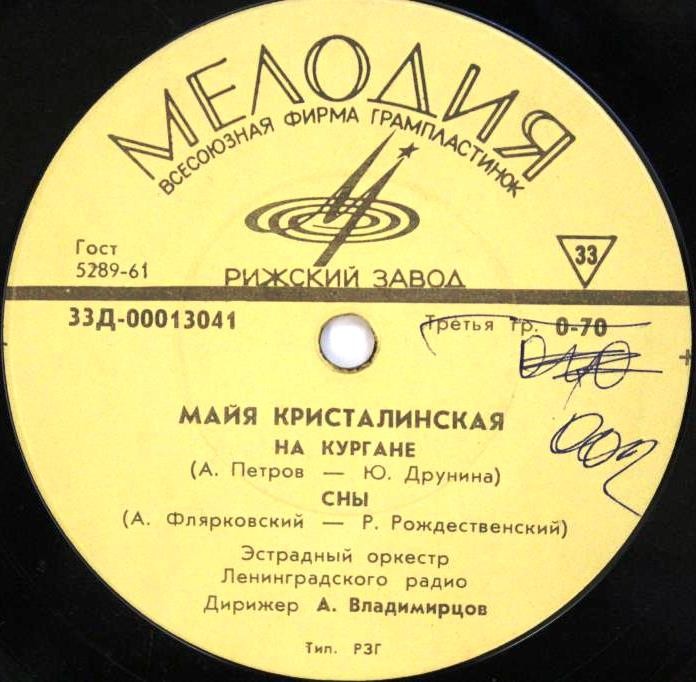 МЕЛОДИЯ
ВСЕСОЮЗНАЯ ФИРМА ГРАМПЛАСТИНОК
Гост
5289-61
33
РИЖСКИЙ ЗАВОД
33Д-00013041
Третья гр. 0-70
002
МАЙЯ КРИСТАЛИНСКАЯ
НА КУРГАНЕ
(А. Петров — Ю. Друнина)
СНЫ
(А. Флярковский — Р. Рождественский)
Эстрадный оркестр
Ленинградского радио
Дирижер А. Владимирцов
Тип. РЗГ